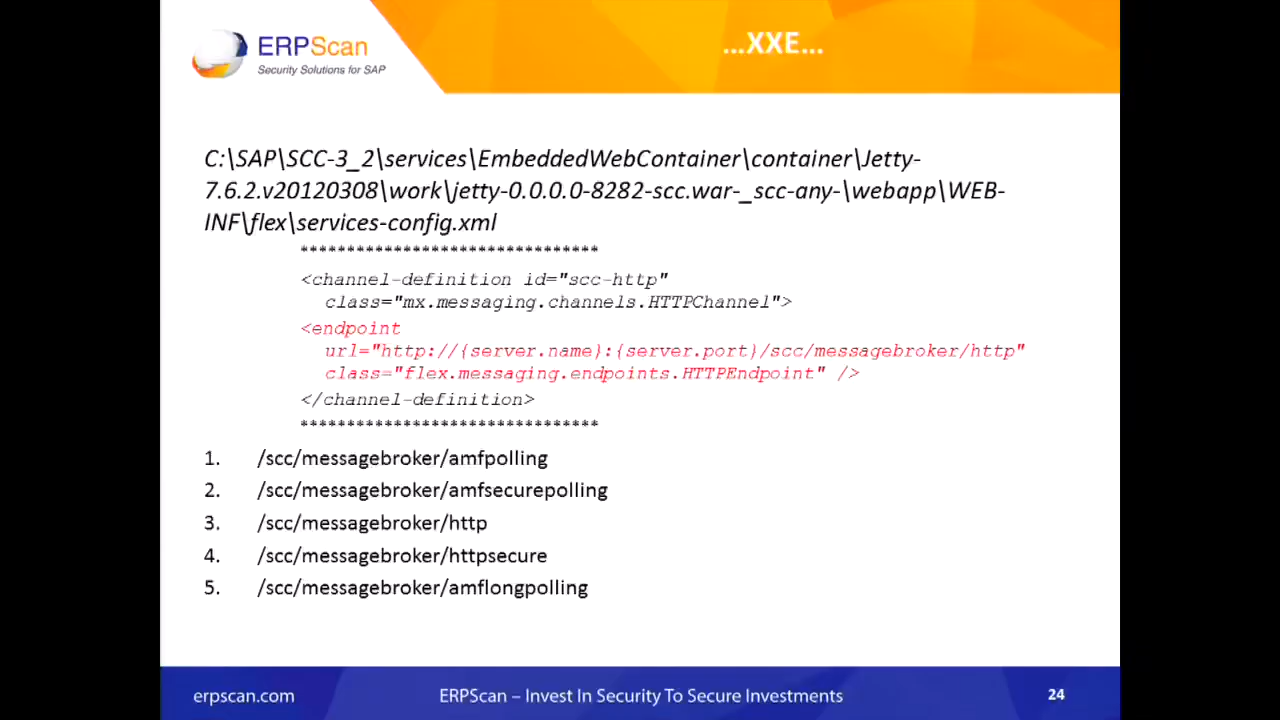 ERPScan
Security Solutions for SAP
...XXE...
C:\SAP\SCC-3_2\services\EmbeddedWebContainer\container\Jetty-
7.6.2.v20120308\work\jetty-0.0.0.0-8282-scc.war-_scc-any-\webapp\WEB-
INF\flex\services-config.xml
********************************
<channel-definition id="scc-http"
class="mx.messaging.channels.HTTPChannel">
<endpoint
url="http://{server.name}:{server.port}/scc/messagebroker/http"
class="flex.messaging.endpoints.HTTPEndpoint" />
</channel-definition>
********************************
1. /scc/messagebroker/amfpolling
2. /scc/messagebroker/amfsecurepolling
3. /scc/messagebroker/http
4. /scc/messagebroker/httpsecure
5. /scc/messagebroker/amflongpolling
erpscan.com
ERPScan – Invest In Security To Secure Investments
24